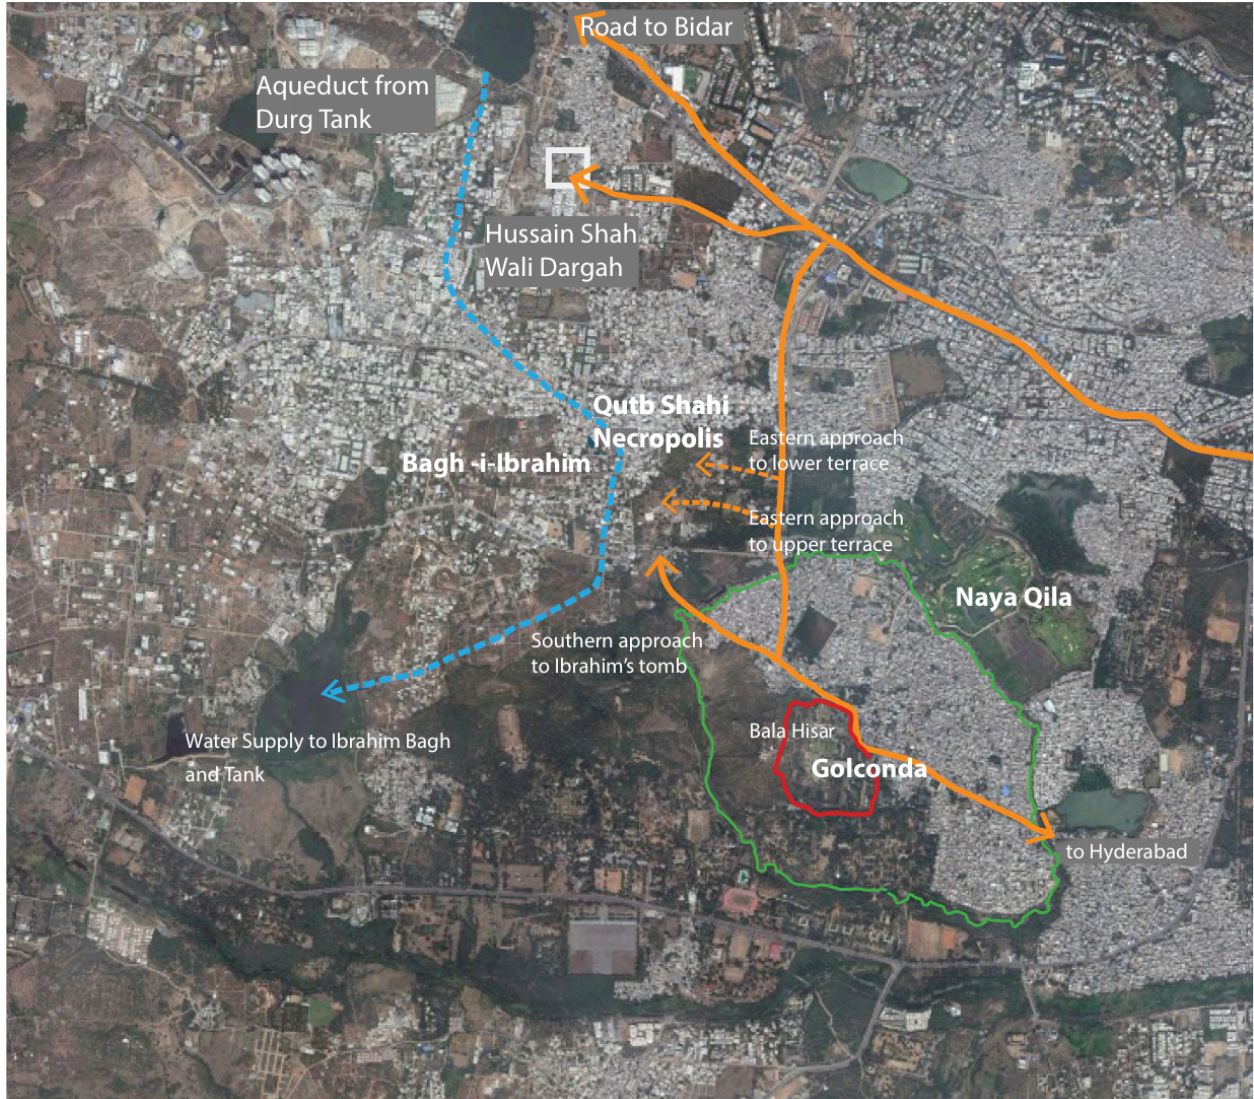 Road to Bidar
Aqueduct from
Durg Tank
Hussain Shah
Wali Dargah
Qutb Shahi
Necropolis
Bagh -i-Ibrahim
Eastern approach
to lower terrace
Eastern approach
to upper terrace
Naya Qila
Southern approach
to Ibrahim's tomb
Bala Hisar
Golconda
Water Supply to Ibrahim Bagh
and Tank
to Hyderabad